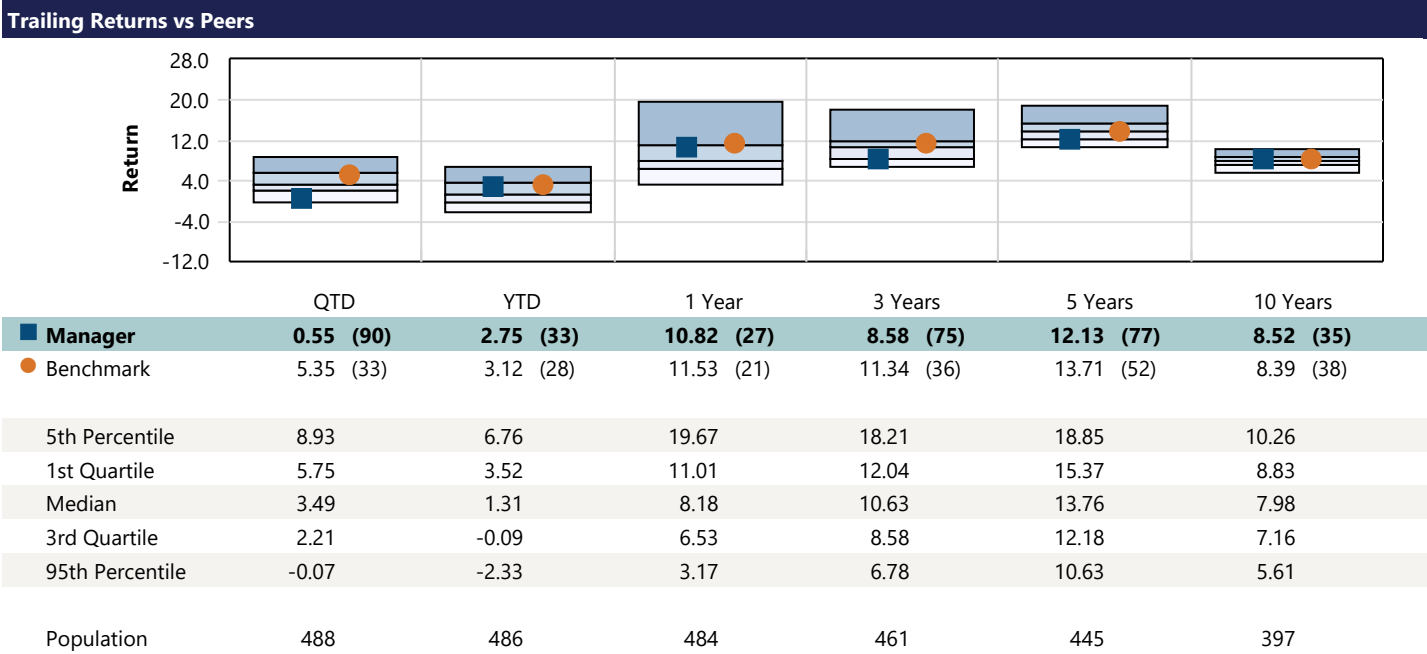 Trailing Returns vs Peers
28.0
20.0
12.0
4.0
-4.0
-12.0
Return
QTD YTD 1 Year 3 Years 5 Years 10 Years
Manager 0.55 (90) 2.75 (33) 10.82 (27) 8.58 (75) 12.13 (77) 8.52 (35)
Benchmark 5.35 (33) 3.12 (28) 11.53 (21) 11.34 (36) 13.71 (52) 8.39 (38)
5th Percentile 8.93 6.76 19.67 18.21 18.85 10.26
1st Quartile 5.75 3.52 11.01 12.04 15.37 8.83
Median 3.49 1.31 8.18 10.63 13.76 7.98
3rd Quartile 2.21 -0.09 6.53 8.58 12.18 7.16
95th Percentile -0.07 -2.33 3.17 6.78 10.63 5.61
Population 488 486 484 461 445 397